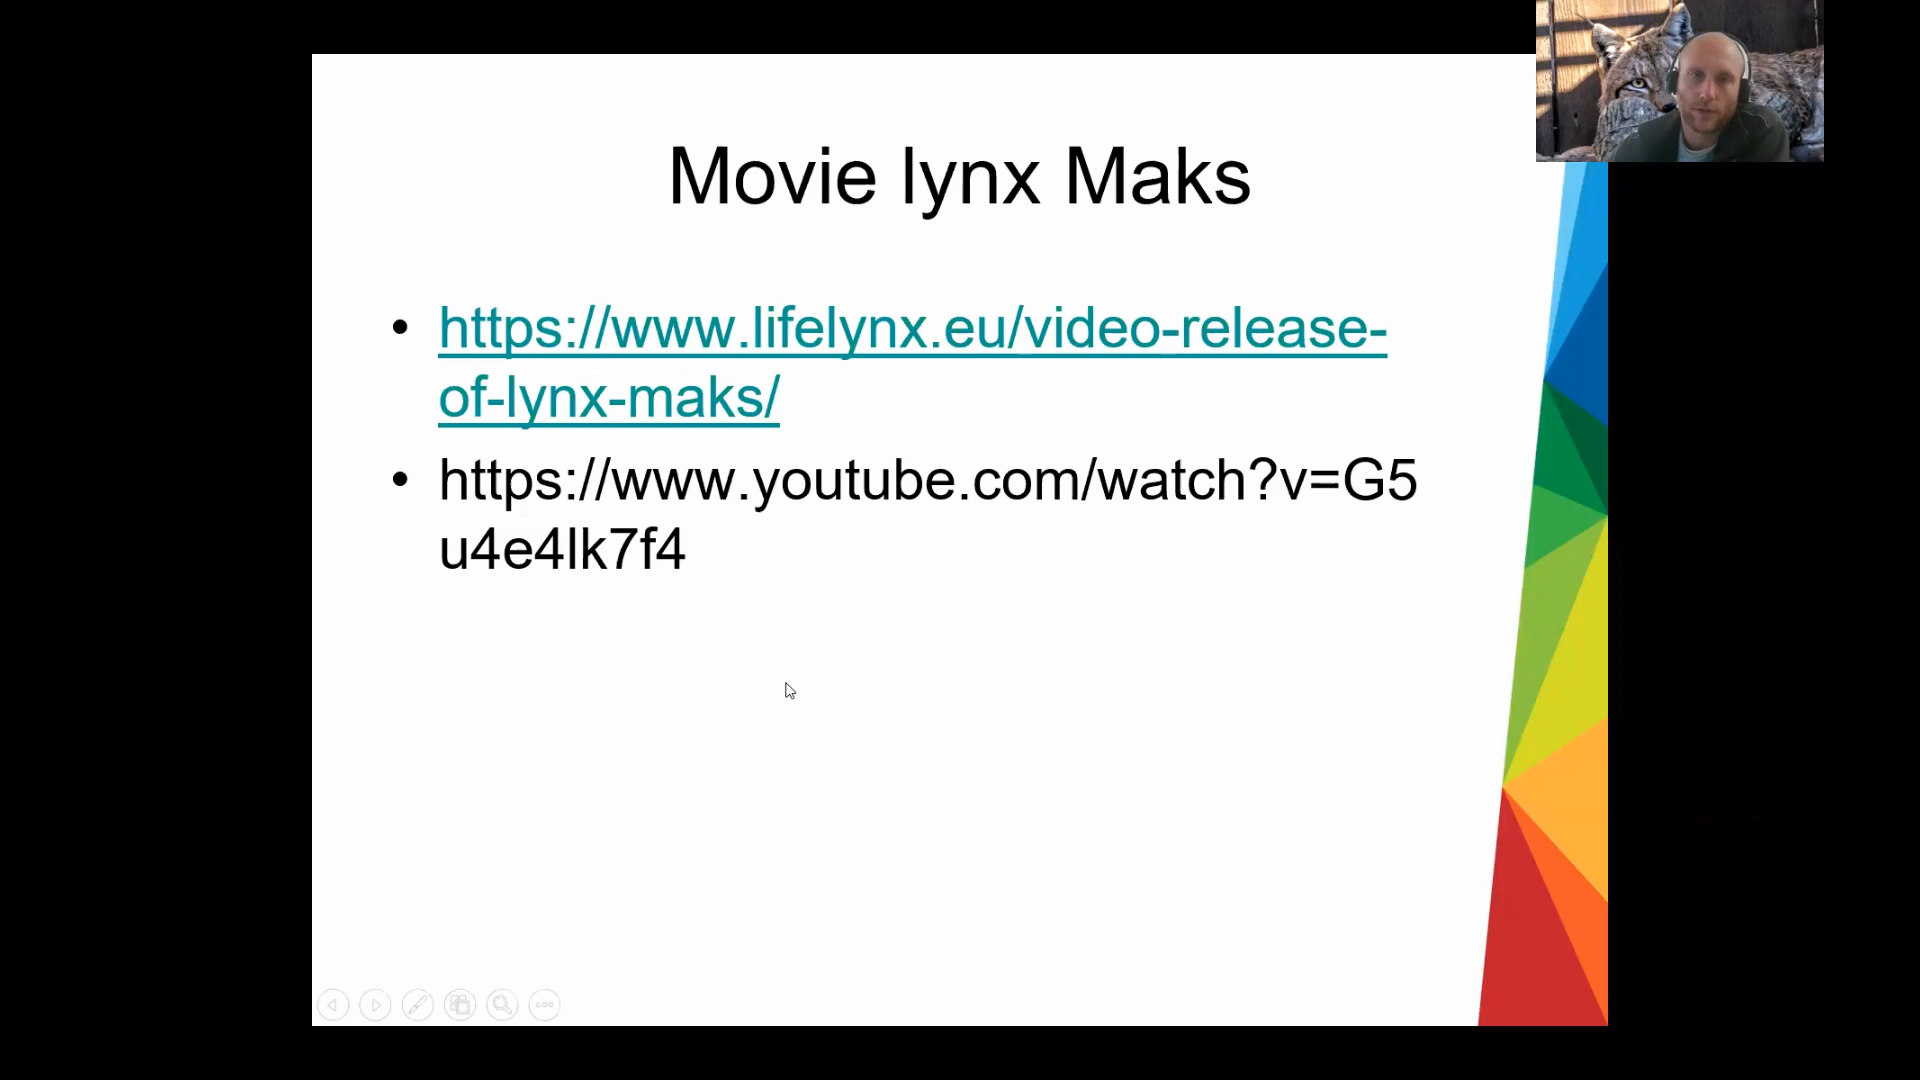 Movie lynx Maks
• https://www.lifelynx.eu/video-release-
of-lynx-maks/
• https://www.youtube.com/watch?v=G5
u4e4lk7f4